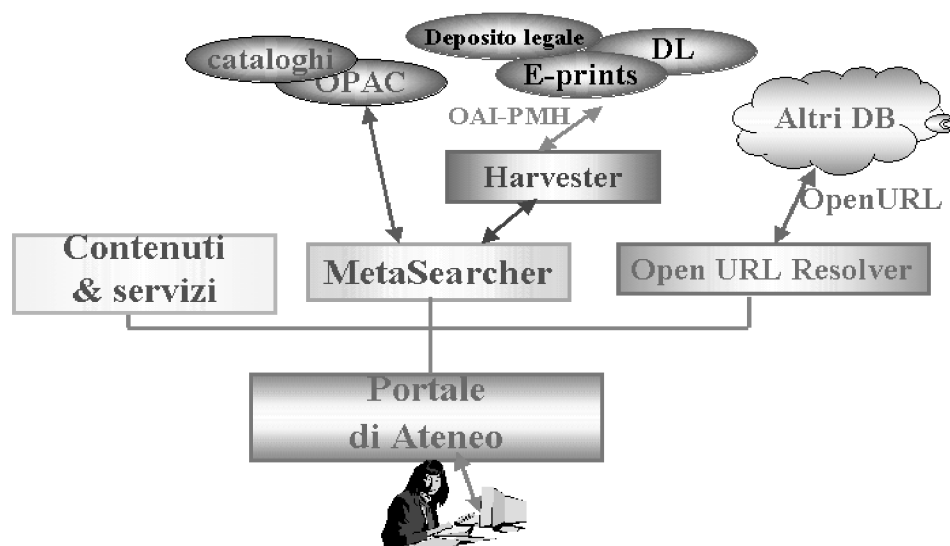 Deposito legale
DL
cataloghi
E-prints
OPAC
OAI-PMH
Altri DB
Harvester
OpenURL
Contenuti
& servizi
MetaSearcher
Open URL Resolver
Portale
di Ateneo